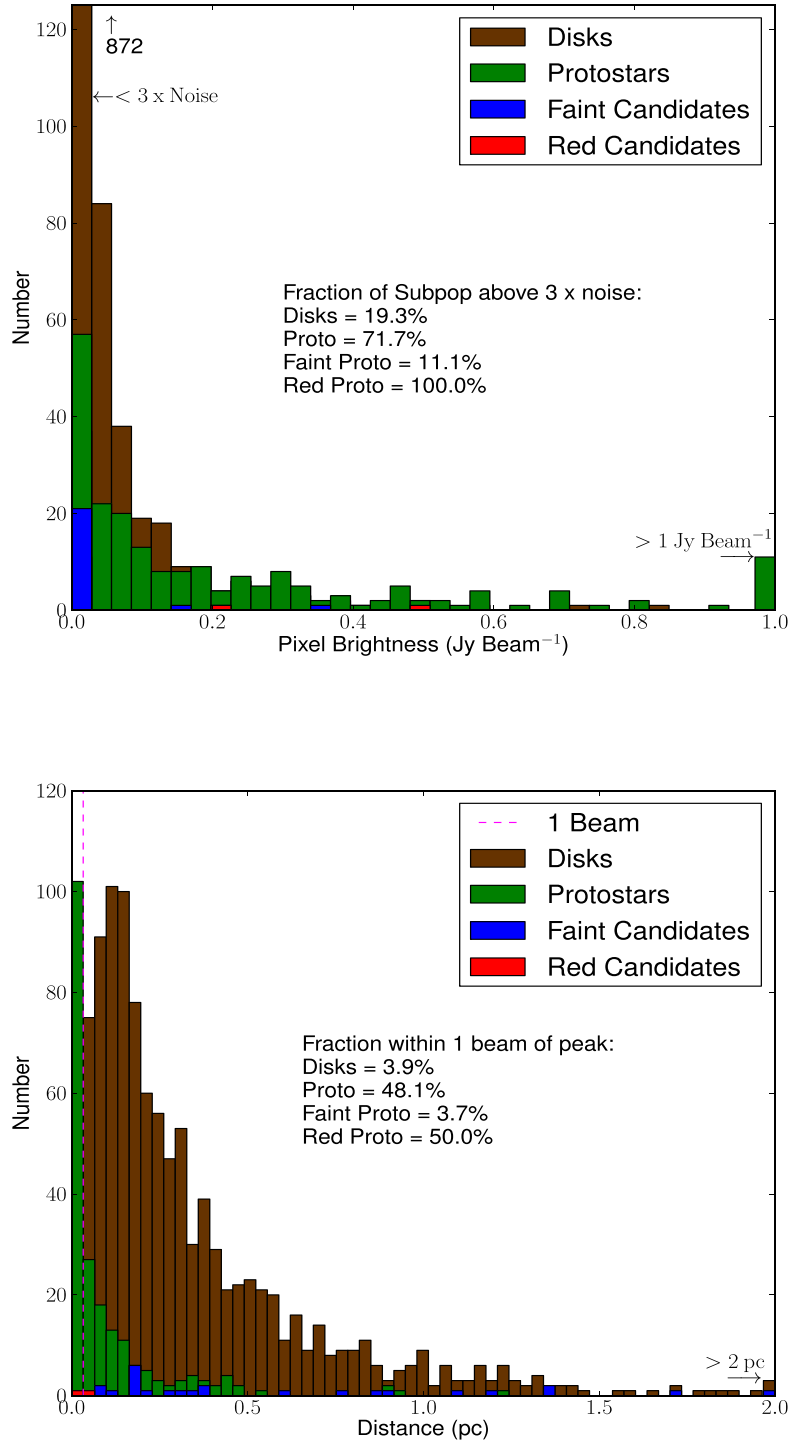 120
100
80
60
40
20
0
Number
↑
872
← < 3 x Noise
Disks
Protostars
Faint Candidates
Red Candidates
Fraction of Subpop above 3 x noise:
Disks = 19.3%
Proto = 71.7%
Faint Proto = 11.1%
Red Proto = 100.0%
> 1 Jy Beam⁻¹
0.0 0.2 0.4 0.6 0.8 1.0
Pixel Brightness (Jy Beam⁻¹)
120
100
80
60
40
20
0
Number
1 Beam
Disks
Protostars
Faint Candidates
Red Candidates
Fraction within 1 beam of peak:
Disks = 3.9%
Proto = 48.1%
Faint Proto = 3.7%
Red Proto = 50.0%
> 2 pc
0.0 0.5 1.0 1.5 2.0
Distance (pc)